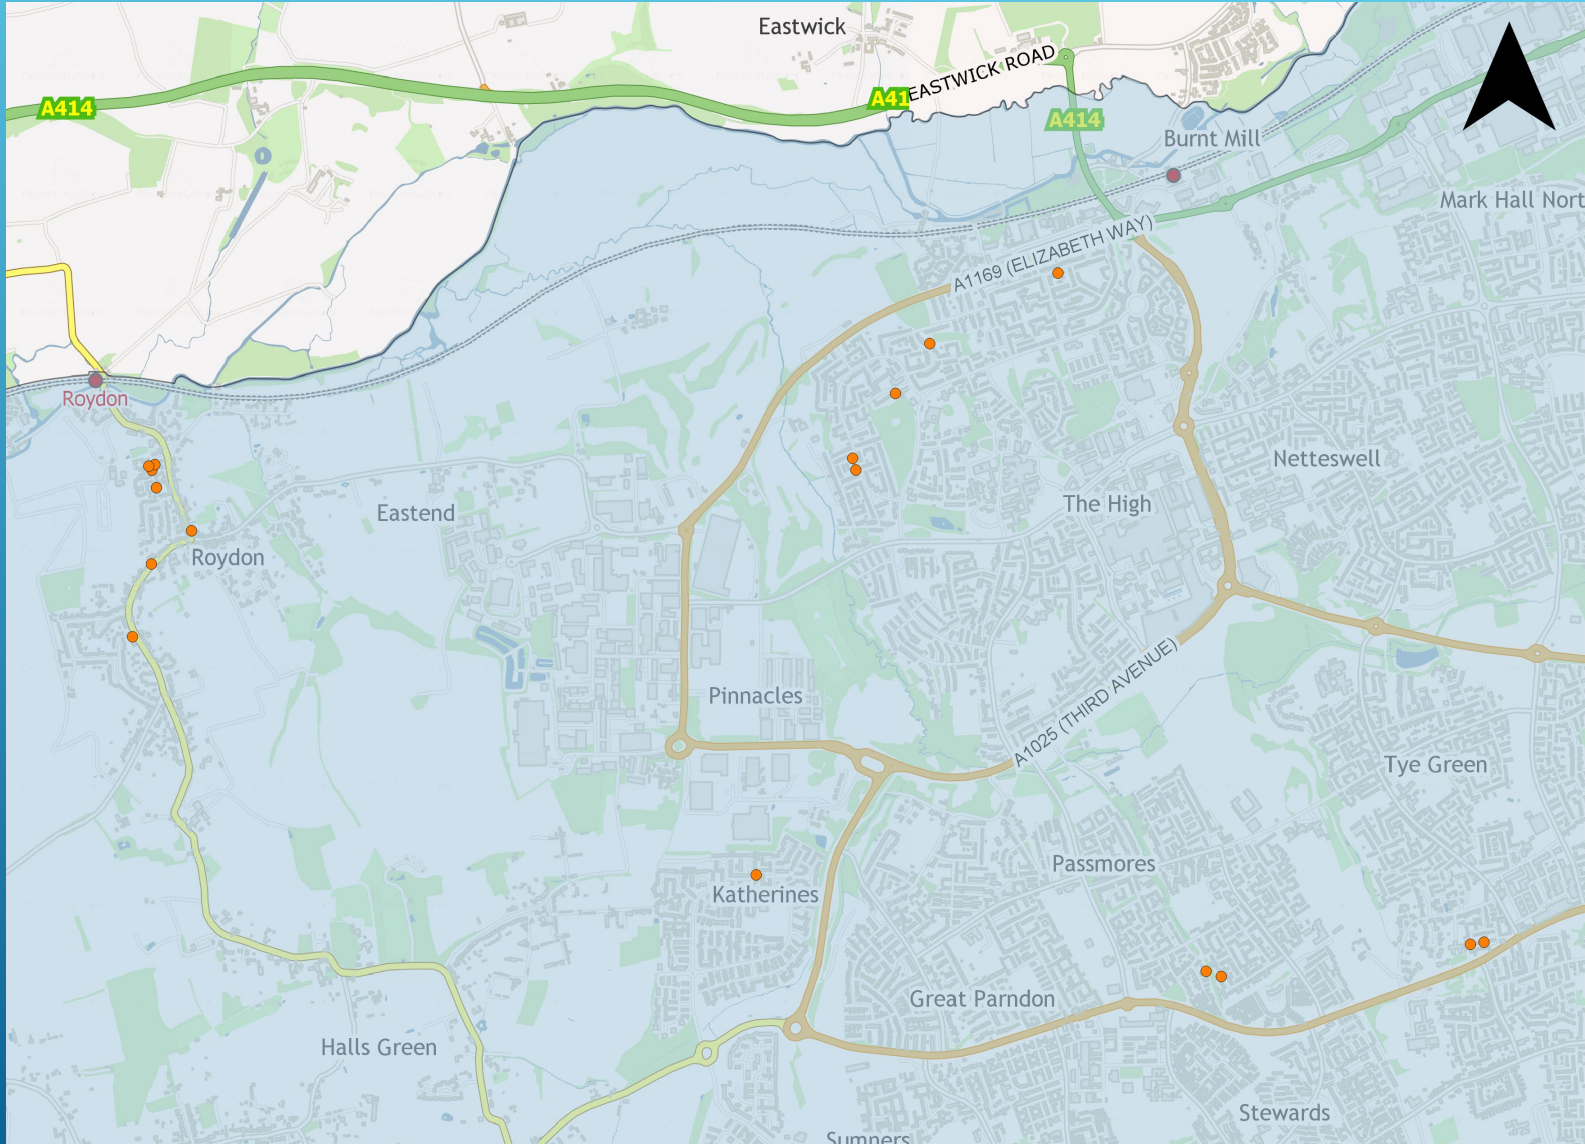 Eastwick
EASTWICK ROAD
A414
A41
A414
Burnt Mill
Mark Hall Nort
A1169 (ELIZABETH WAY)
Roydon
Netteswell
The High
Eastend
Roydon
A1025 (THIRD AVENUE)
Pinnacles
Tye Green
Passmores
Katherines
Great Parndon
Halls Green
Stewards
Sumners